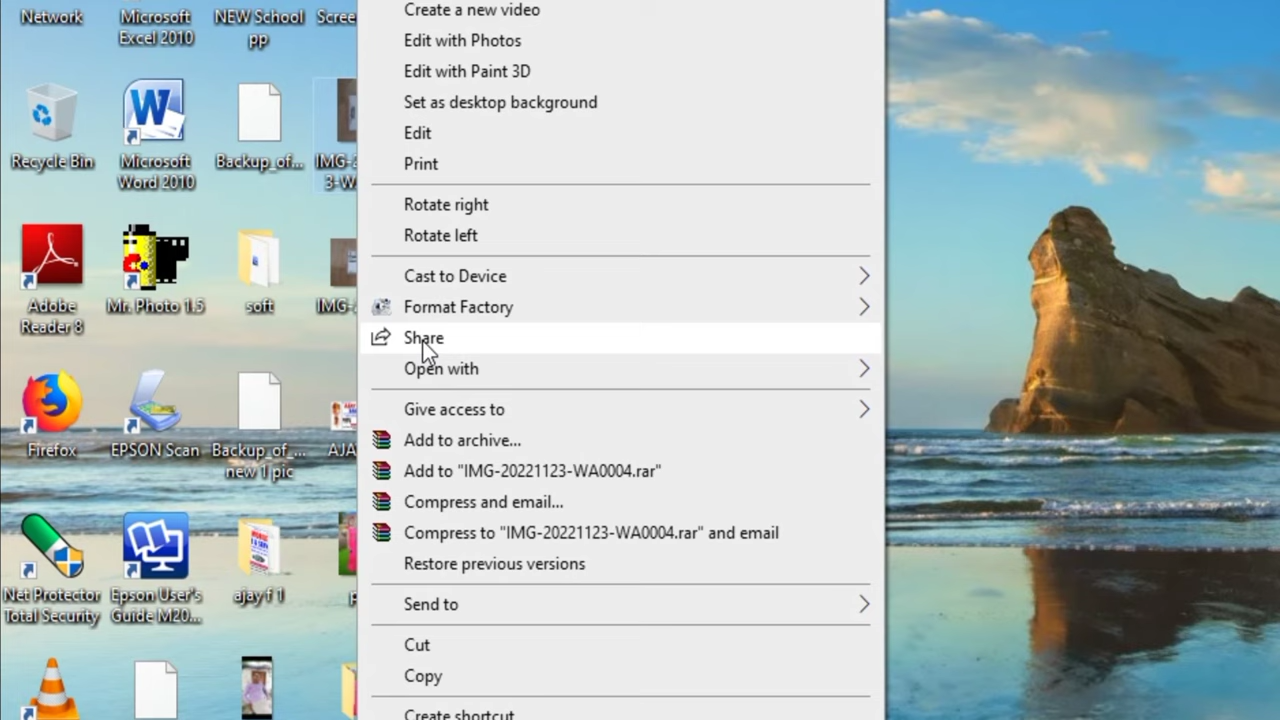 Network
Microsoft
Excel 2010
NEW School
pp
Scree
Recycle Bin
Microsoft
Word 2010
Backup_of_...
IMG-2
3-W
Adobe
Reader 8
Mr. Photo 1.5
soft
IMG-
Firefox
EPSON Scan
Backup_of_...
new 1 pic
AJA
Net Protector
Total Security
Epson User's
Guide M20...
ajay f 1
Create a new video
Edit with Photos
Edit with Paint 3D
Set as desktop background
Edit
Print
Rotate right
Rotate left
Cast to Device
Format Factory
Share
Open with
Give access to
Add to archive...
Add to "IMG-20221123-WA0004.rar"
Compress and email...
Compress to "IMG-20221123-WA0004.rar" and email
Restore previous versions
Send to
Cut
Copy
Create shortcut